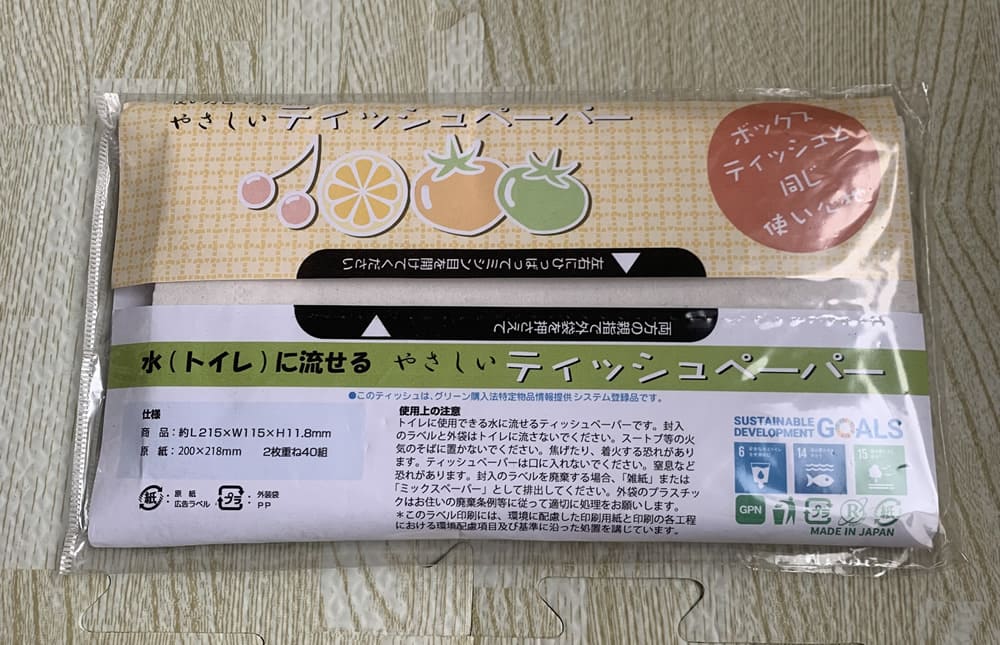 やさしい ティッシュペーパー
ボックス
ティッシュと
同じ
使い心地
左右にひっぱってミシン目を開けてください
両方の親指で外袋を押さえて
水(トイレ)に流せる やさしい ティッシュペーパー
●このティッシュは、グリーン購入法特定物品情報提供システム登録品です。
仕様
商 品：約L215×W115×H11.8mm
原 紙：200×218mm 2枚重ね40組
紙：原 紙 広告ラベル プラ：外装袋 PP
使用上の注意
トイレに使用できる水に流せるティッシュペーパーです。封入
のラベルと外袋はトイレに流さないでください。ストーブ等の火
気のそばに置かないでください。焦げたり、着火する恐れがあり
ます。ティッシュペーパーは口に入れないでください。窒息など
恐れがあります。封入のラベルを廃棄する場合、「雑紙」または
「ミックスペーパー」として排出してください。外袋のプラスチッ
クはお住いの廃棄条例等に従って適切に処理をお願いします。
＊このラベル印刷には、環境に配慮した印刷用紙と印刷の各工程
における環境配慮項目及び基準に沿った処置を講じています。
SUSTAINABLE
DEVELOPMENT GOALS
6 14 15
GPN プラ R 紙
MADE IN JAPAN